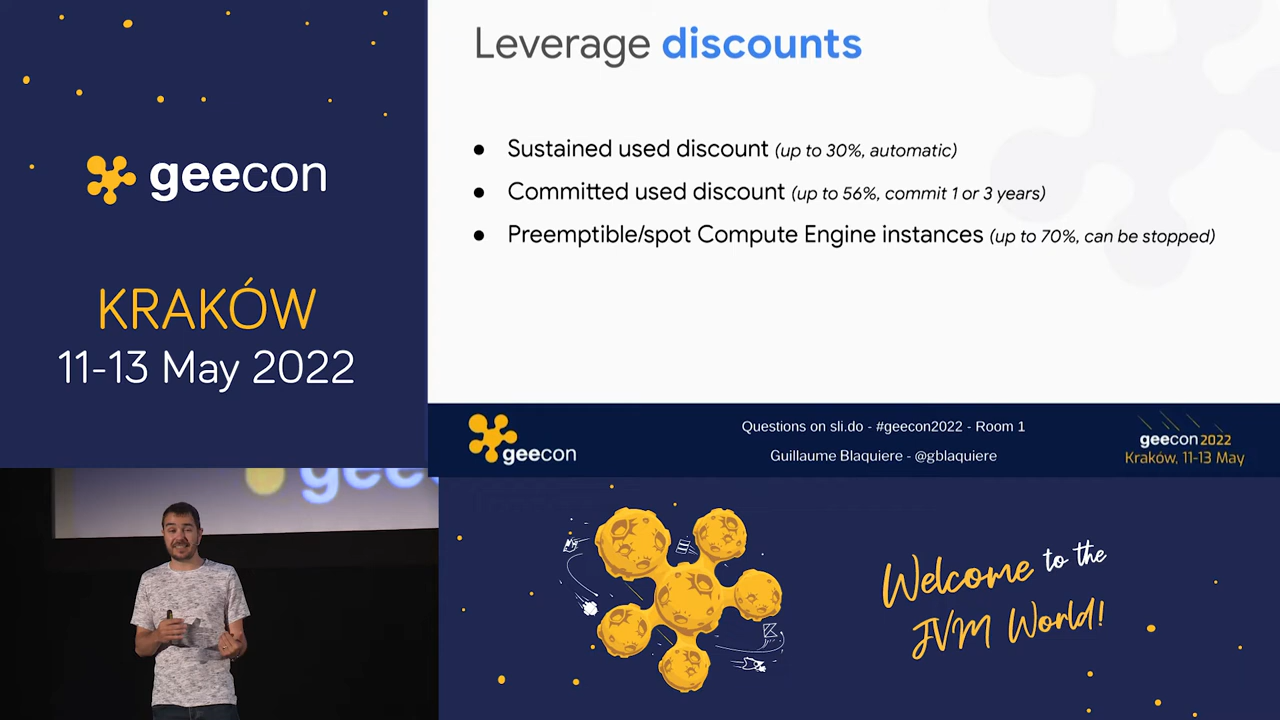 geecon
KRAKÓW
11-13 May 2022
Leverage discounts
● Sustained used discount (up to 30%, automatic)
● Committed used discount (up to 56%, commit 1 or 3 years)
● Preemptible/spot Compute Engine instances (up to 70%, can be stopped)
geecon
Questions on sli.do - #geecon2022 - Room 1
Guillaume Blaquiere - @gblaquiere
geecon 2022
Kraków, 11-13 May
geecon
Welcome to the
JVM World!